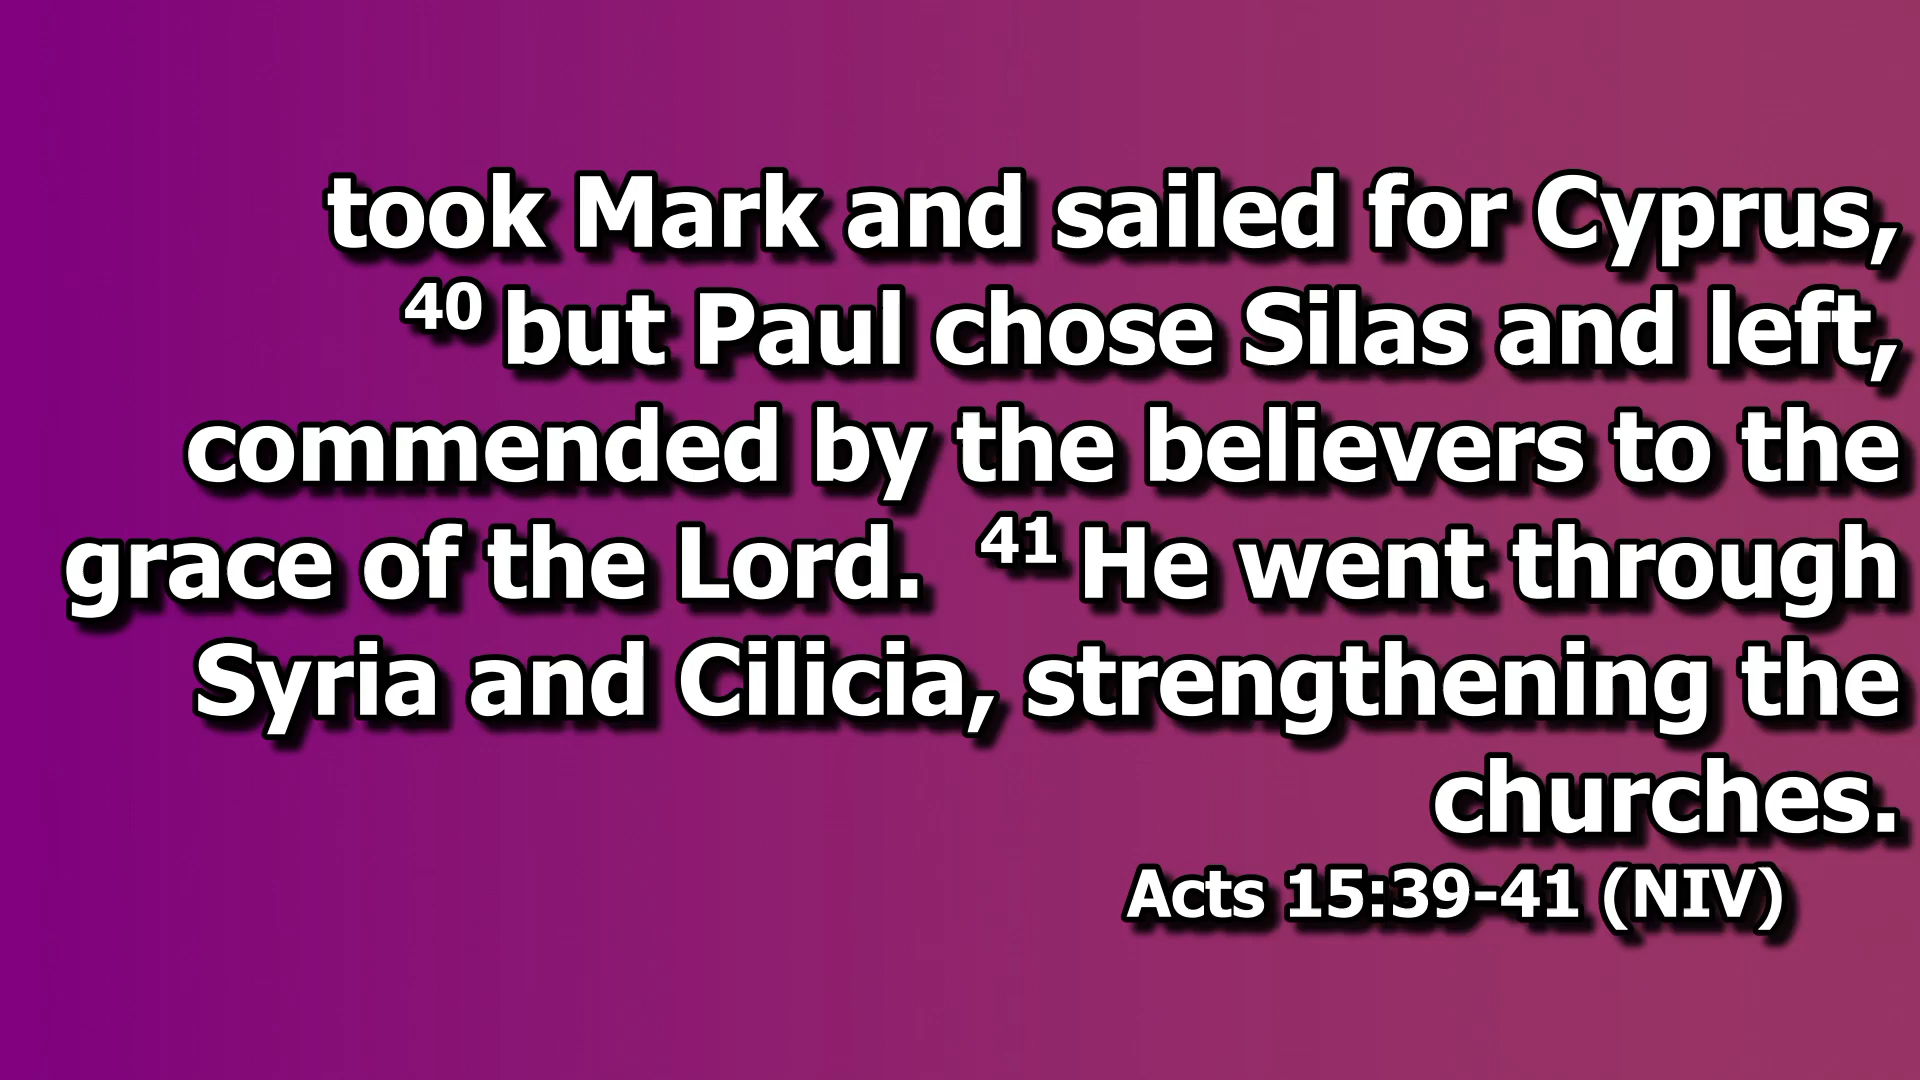 took Mark and sailed for Cyprus,
40 but Paul chose Silas and left,
commended by the believers to the
grace of the Lord. 41 He went through
Syria and Cilicia, strengthening the
churches.
Acts 15:39-41 (NIV)